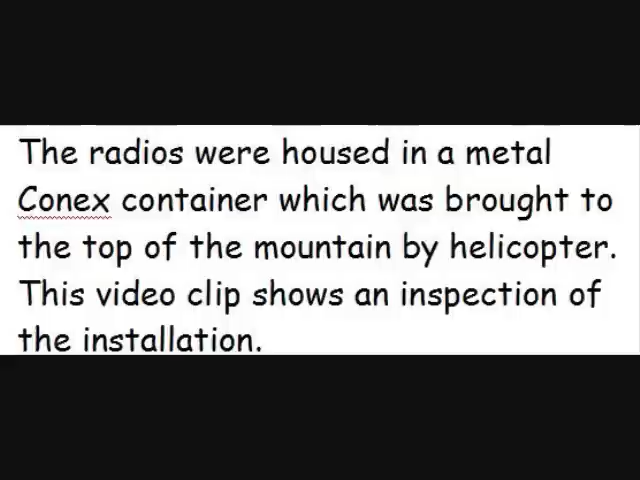 The radios were housed in a metal
Conex container which was brought to
the top of the mountain by helicopter.
This video clip shows an inspection of
the installation.